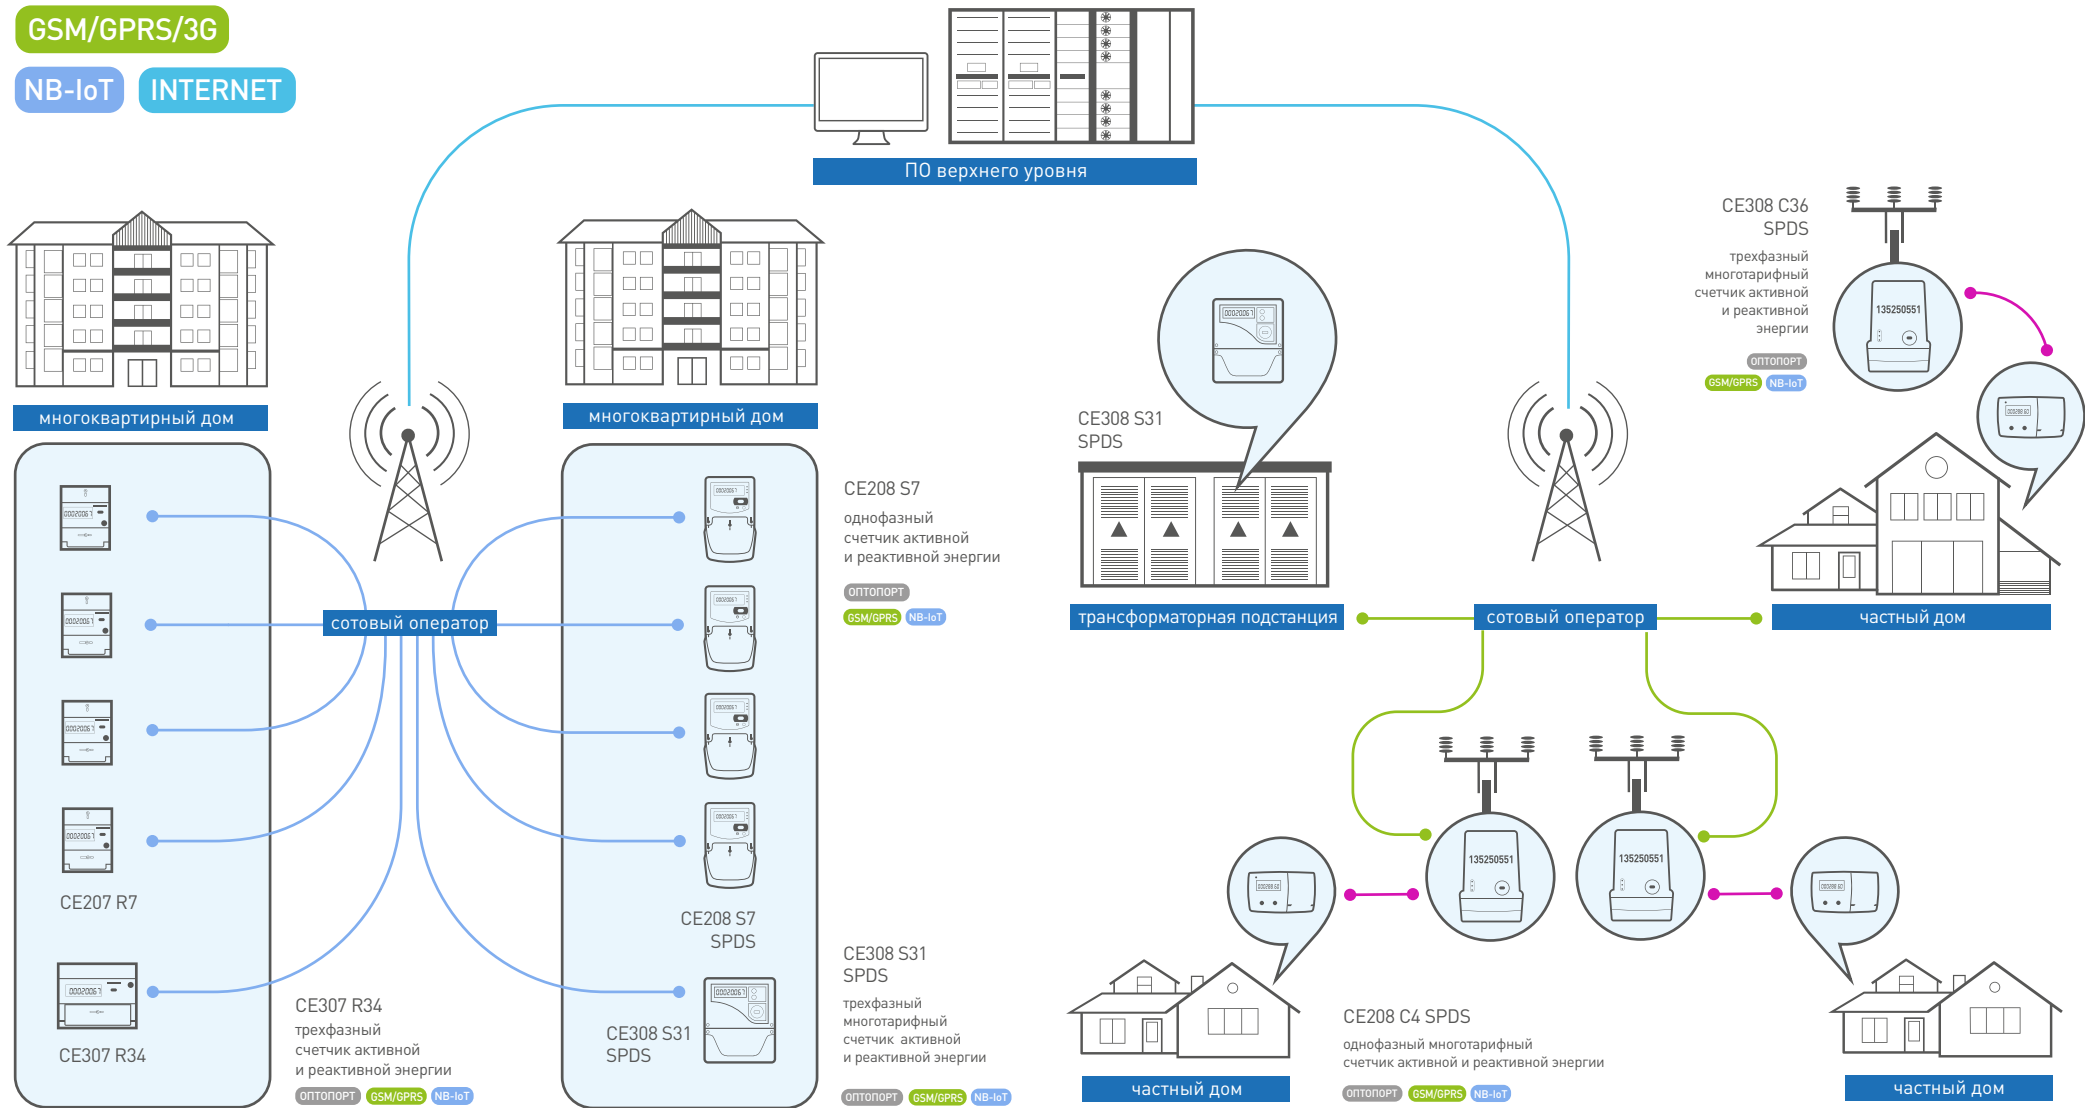 GSM/GPRS/3G
NB-IoT
INTERNET
ПО верхнего уровня
многоквартирный дом
многоквартирный дом
CE207 R7
CE307 R34
сотовый оператор
CE307 R34
трехфазный
счетчик активной
и реактивной энергии
ОПТОПОРТ
GSM/GPRS
NB-IoT
CE208 S7
SPDS
CE308 S31
SPDS
CE208 S7
однофазный
счетчик активной
и реактивной энергии
ОПТОПОРТ
GSM/GPRS
NB-IoT
CE308 S31
SPDS
трехфазный
многотарифный
счетчик активной
и реактивной энергии
ОПТОПОРТ
GSM/GPRS
NB-IoT
CE308 S31
SPDS
трансформаторная подстанция
сотовый оператор
CE308 C36
SPDS
трехфазный
многотарифный
счетчик активной
и реактивной
энергии
ОПТОПОРТ
GSM/GPRS
NB-IoT
135250551
частный дом
135250551
135250551
частный дом
CE208 C4 SPDS
однофазный многотарифный
счетчик активной и реактивной энергии
ОПТОПОРТ
GSM/GPRS
NB-IoT
частный дом